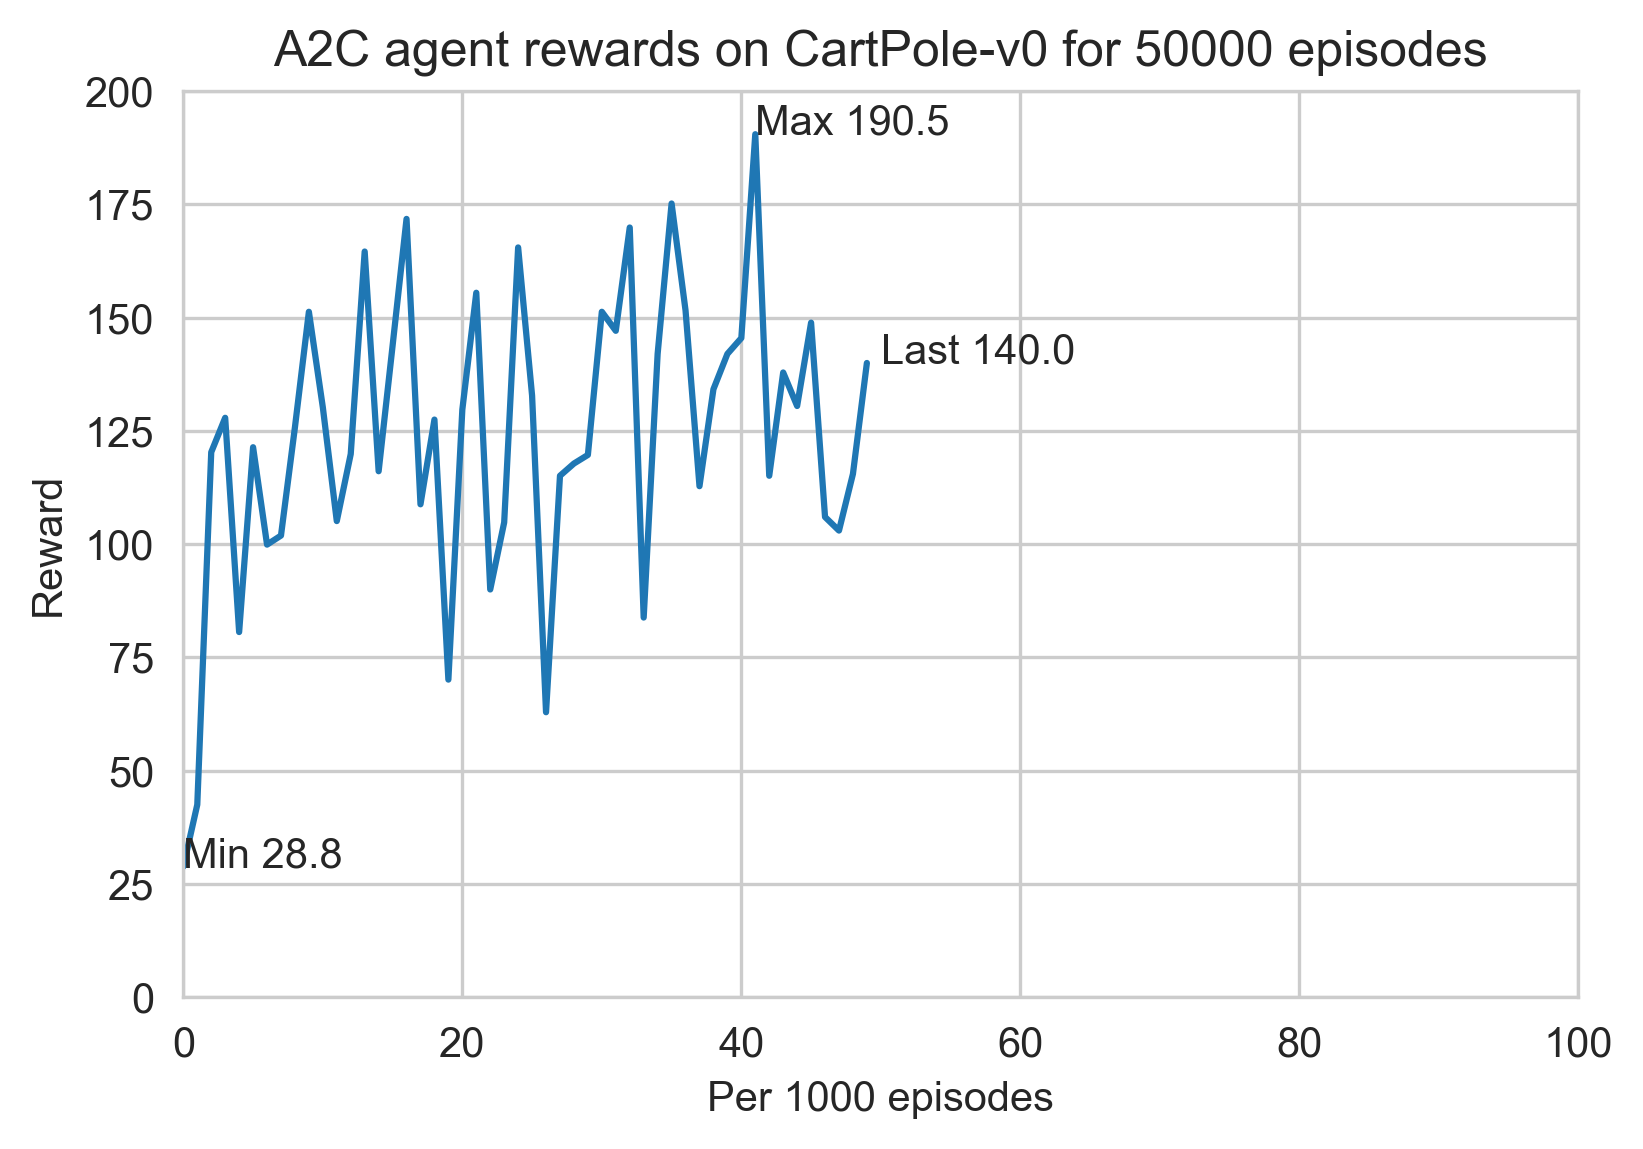 A2C agent rewards on CartPole-v0 for 50000 episodes
200
175
150
125
100
75
50
25
0
Reward
Max 190.5
Last 140.0
Min 28.8
0 20 40 60 80 100
Per 1000 episodes